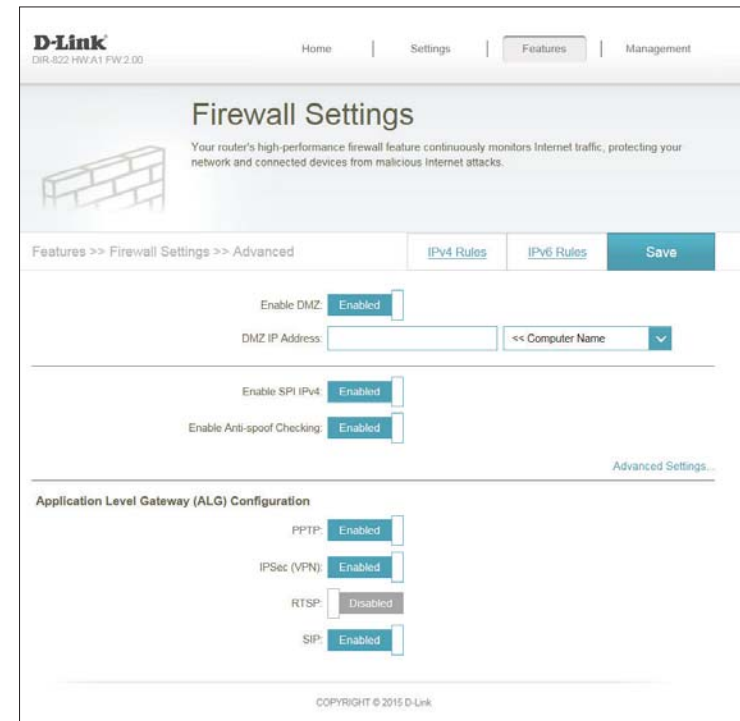 D-Link
DIR-822 HW:A1 FW:2.00
Home | Settings | Features | Management
Firewall Settings
Your router's high-performance firewall feature continuously monitors Internet traffic, protecting your
network and connected devices from malicious Internet attacks.
Features >> Firewall Settings >> Advanced IPv4 Rules IPv6 Rules Save
Enable DMZ: Enabled
DMZ IP Address: << Computer Name
Enable SPI IPv4: Enabled
Enable Anti-spoof Checking: Enabled
Advanced Settings...
Application Level Gateway (ALG) Configuration
PPTP: Enabled
IPSec (VPN): Enabled
RTSP: Disabled
SIP: Enabled
COPYRIGHT © 2015 D-Link